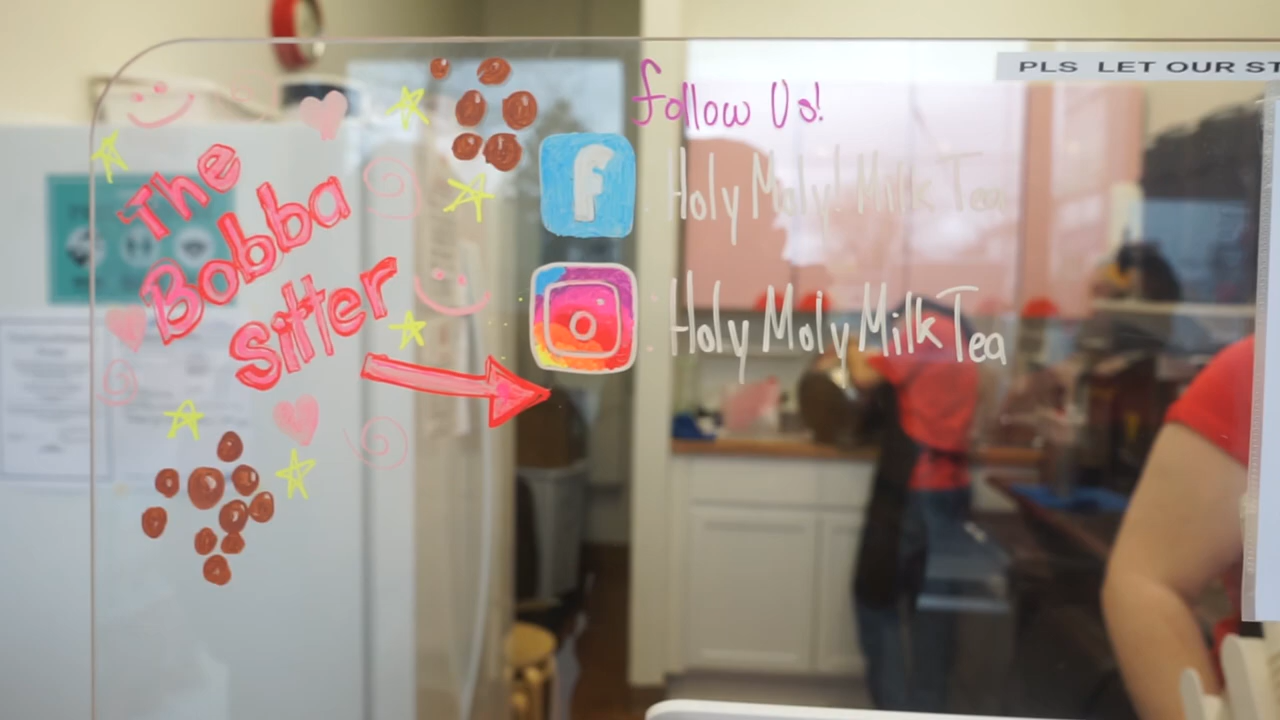 The
Bobba
Sitter
follow Us!
f
Holy Moly! Milk Tea
Holy Moly Milk Tea
PLS LET OUR ST